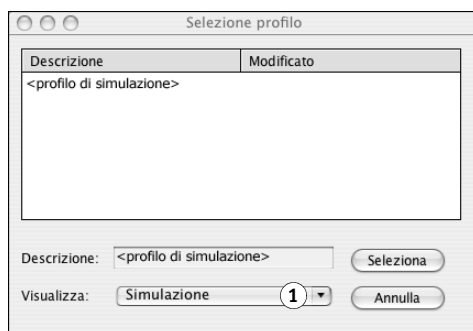 Selezione profilo
Descrizione Modificato
<profilo di simulazione>
Descrizione: <profilo di simulazione> Seleziona
Visualizza: Simulazione 1 Annulla